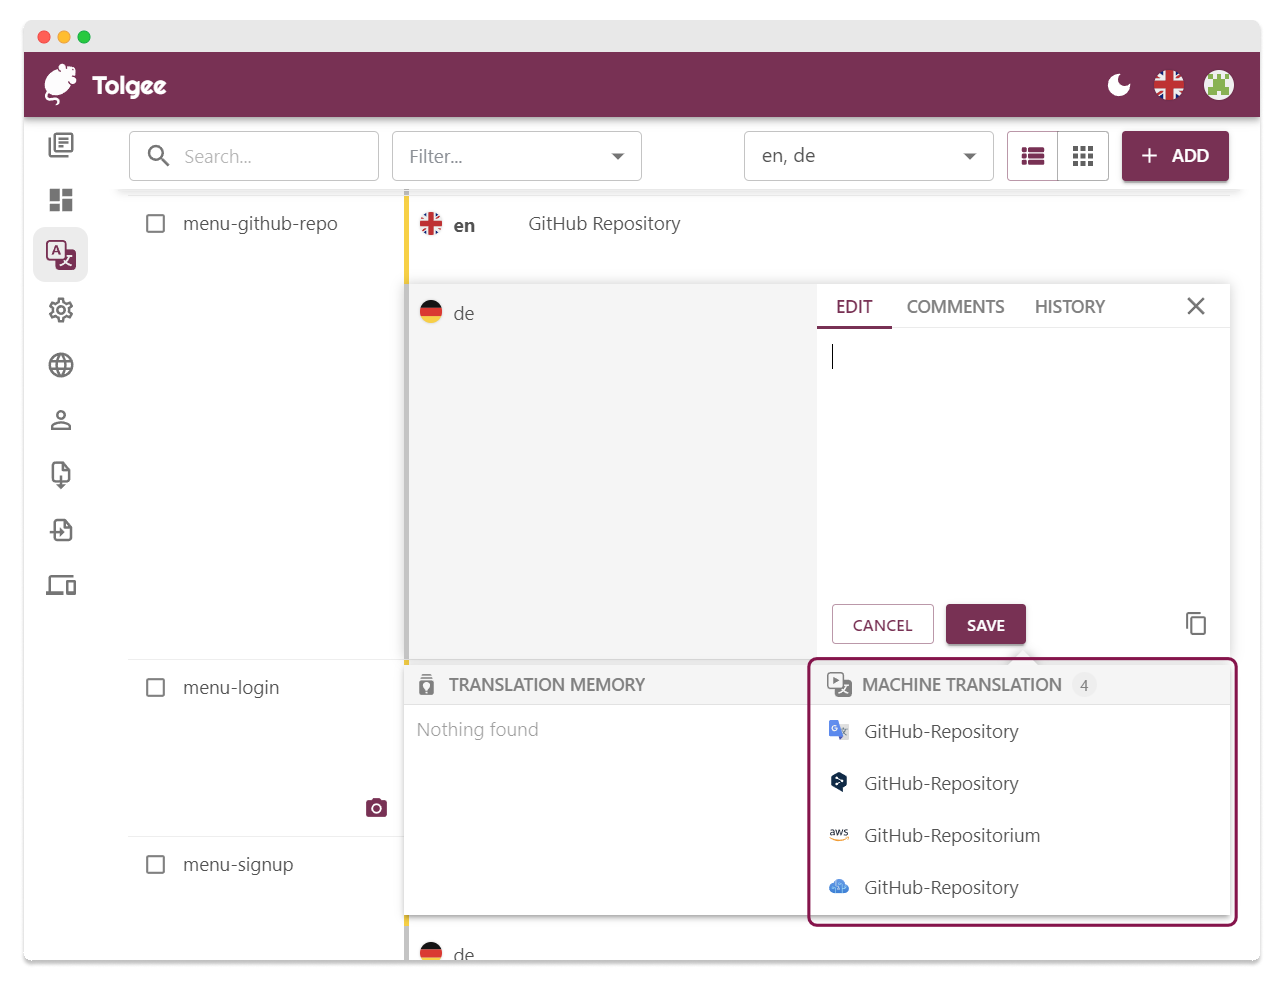 Tolgee
Search...
Filter...
en, de
+ ADD
menu-github-repo
en
GitHub Repository
de
EDIT
COMMENTS
HISTORY
CANCEL
SAVE
menu-login
TRANSLATION MEMORY
Nothing found
MACHINE TRANSLATION 4
GitHub-Repository
GitHub-Repository
aws GitHub-Repositorium
GitHub-Repository
menu-signup
de